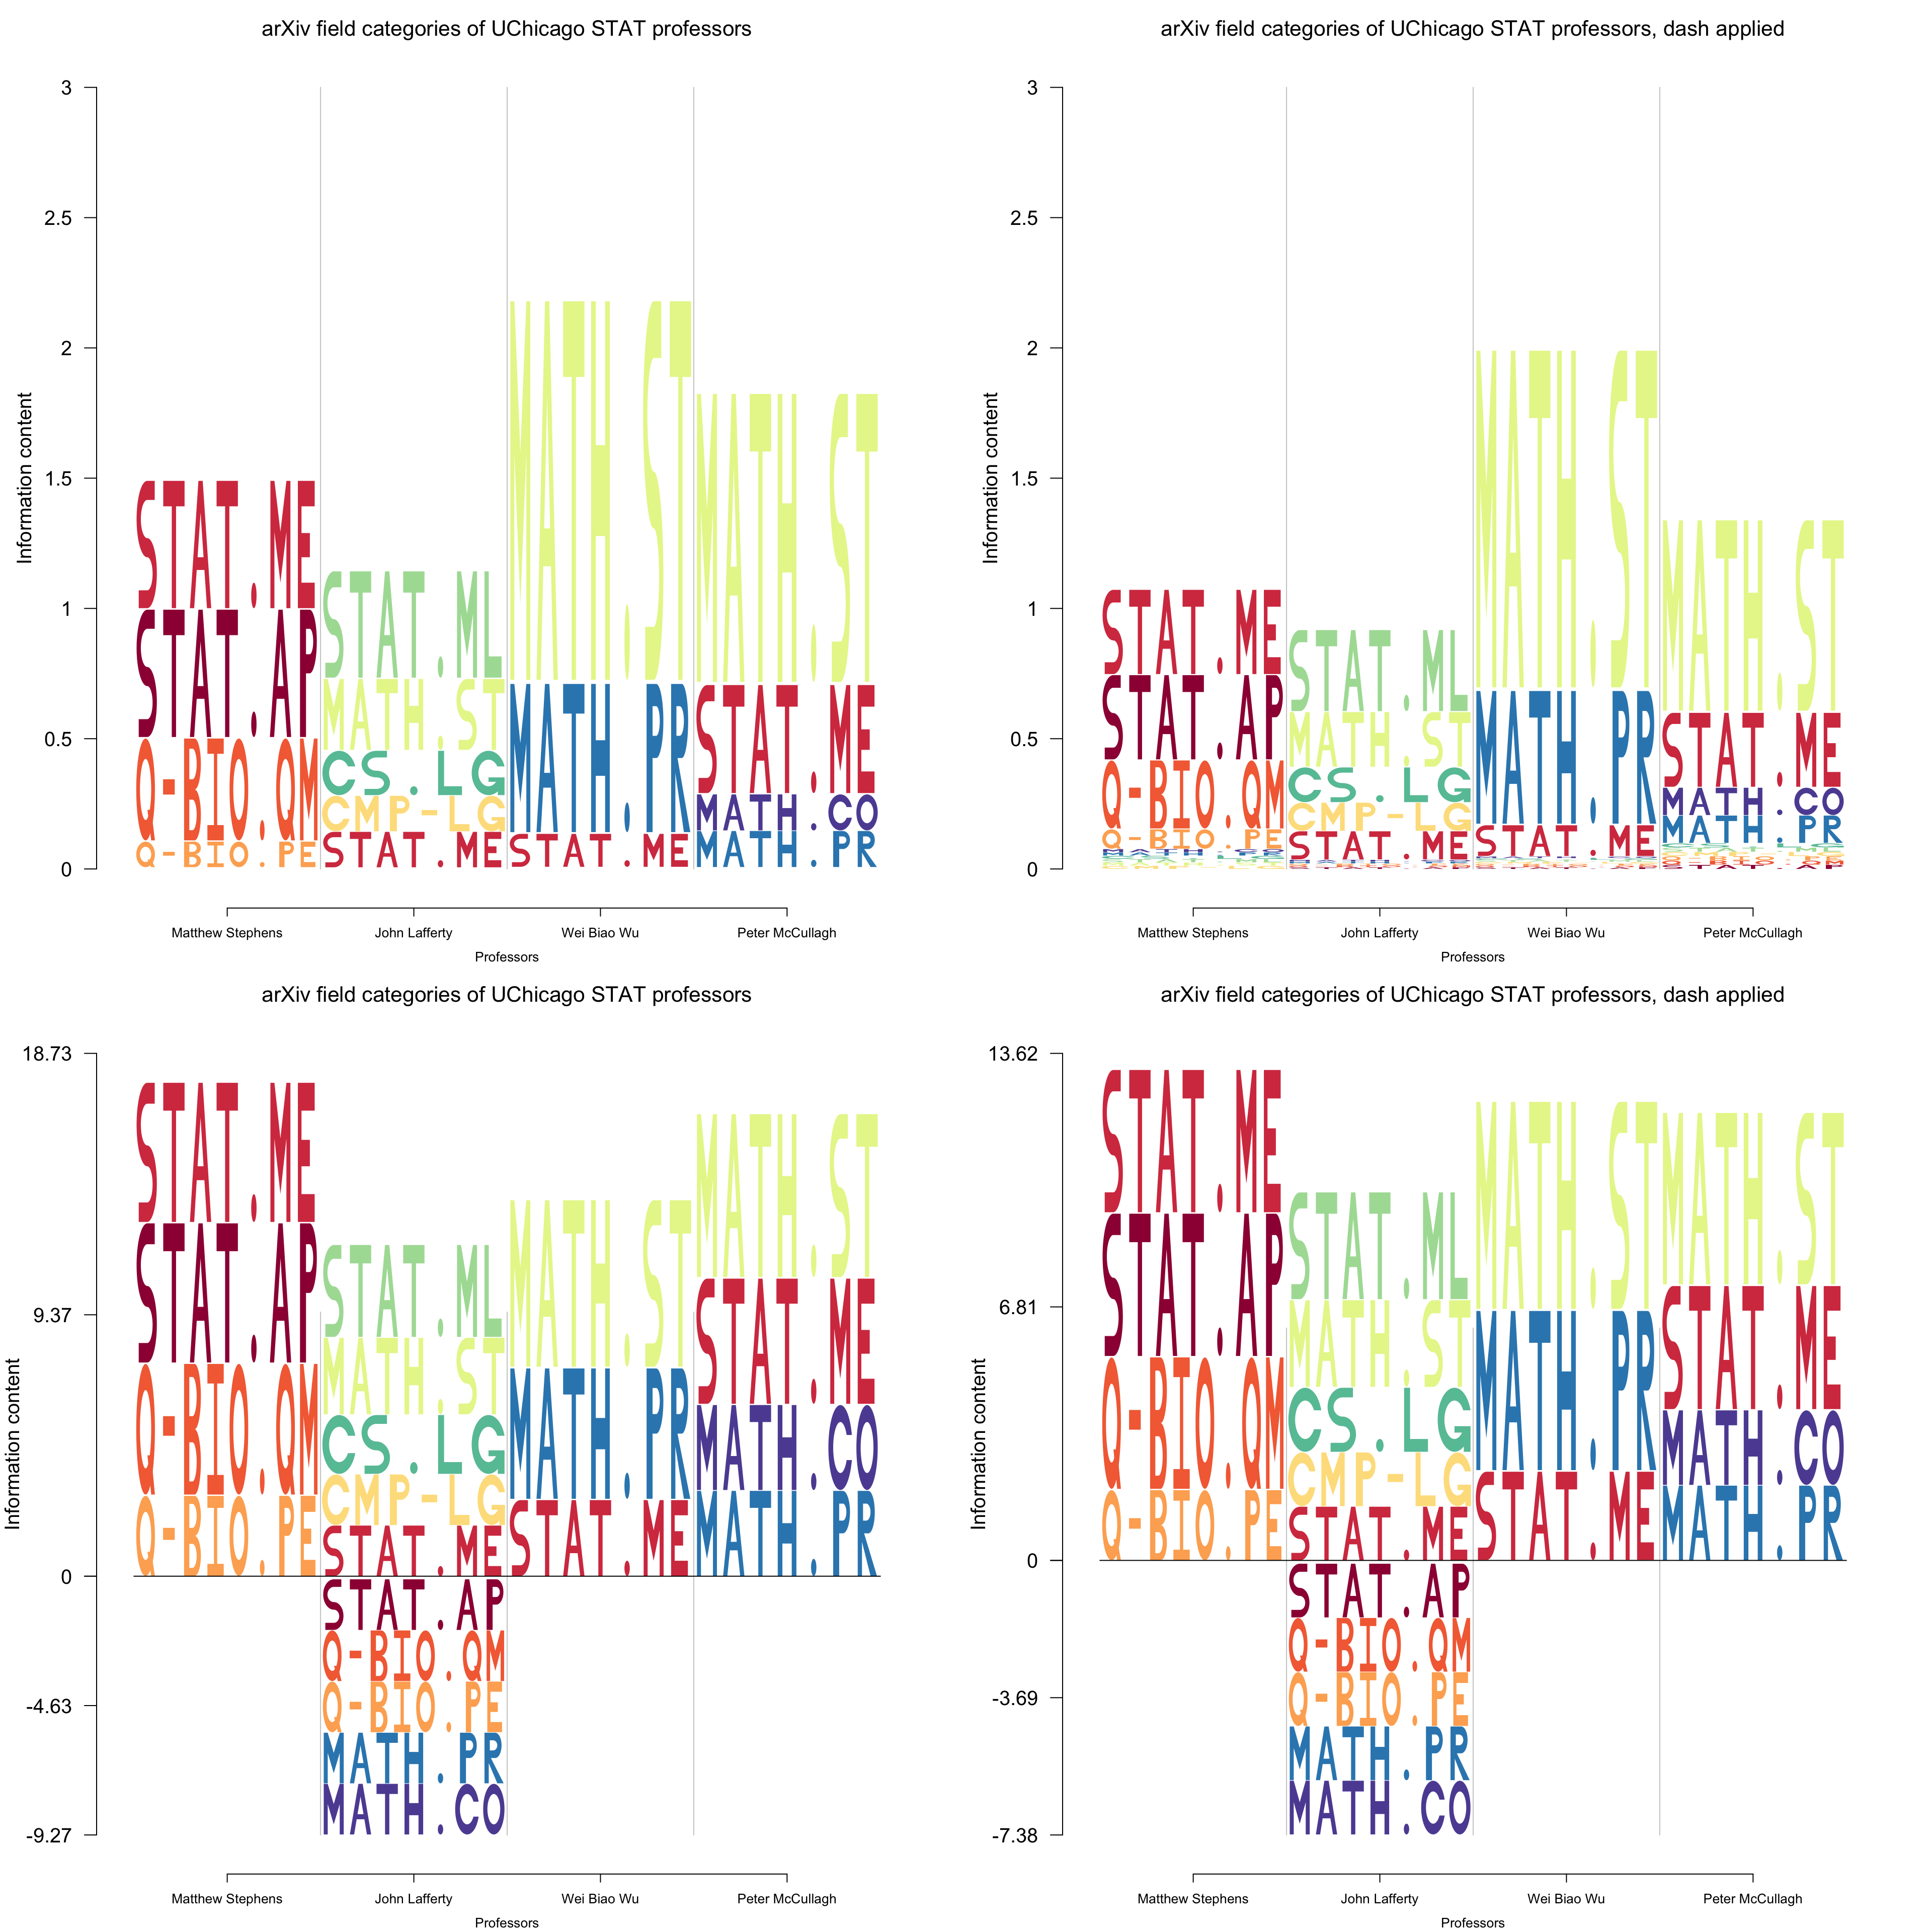 arXiv field categories of UChicago STAT professors
3
2.5
2
1.5
1
0.5
0
Information content
STAT.ME
STAT.AP
Q-BIO.QM
Q-BIO.PE
STAT.ML
MATH.ST
CS.LG
CMP-LG
STAT.ME
MATH.ST
MATH.PR
STAT.ME
MATH.ST
STAT.ME
MATH.CO
MATH.PR
Matthew Stephens John Lafferty Wei Biao Wu Peter McCullagh
Professors
arXiv field categories of UChicago STAT professors, dash applied
3
2.5
2
1.5
1
0.5
0
Information content
STAT.ME
STAT.AP
Q-BIO.QM
Q-BIO.PE
STAT.ML
MATH.ST
CS.LG
CMP-LG
STAT.ME
MATH.ST
MATH.PR
STAT.ME
MATH.ST
STAT.ME
MATH.CO
MATH.PR
Matthew Stephens John Lafferty Wei Biao Wu Peter McCullagh
Professors
arXiv field categories of UChicago STAT professors
18.73
9.37
0
-4.63
-9.27
Information content
STAT.ME
STAT.AP
Q-BIO.QM
Q-BIO.PE
STAT.ML
MATH.ST
CS.LG
CMP-LG
STAT.ME
STAT.AP
Q-BIO.QM
Q-BIO.PE
MATH.PR
MATH.CO
MATH.ST
MATH.PR
STAT.ME
MATH.ST
STAT.ME
MATH.CO
MATH.PR
Matthew Stephens John Lafferty Wei Biao Wu Peter McCullagh
Professors
arXiv field categories of UChicago STAT professors, dash applied
13.62
6.81
0
-3.69
-7.38
Information content
STAT.ME
STAT.AP
Q-BIO.QM
Q-BIO.PE
STAT.ML
MATH.ST
CS.LG
CMP-LG
STAT.ME
STAT.AP
Q-BIO.QM
Q-BIO.PE
MATH.PR
MATH.CO
MATH.ST
MATH.PR
STAT.ME
MATH.ST
STAT.ME
MATH.CO
MATH.PR
Matthew Stephens John Lafferty Wei Biao Wu Peter McCullagh
Professors